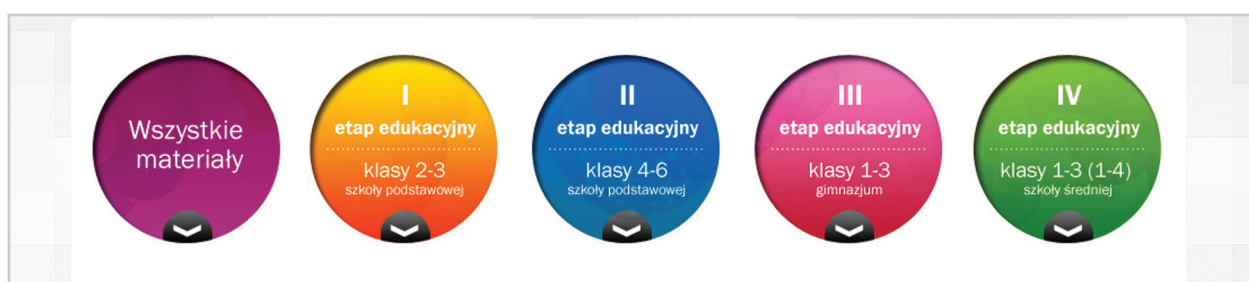 Wszystkie
materiały
I
etap edukacyjny
klasy 2-3
szkoły podstawowej
II
etap edukacyjny
klasy 4-6
szkoły podstawowej
III
etap edukacyjny
klasy 1-3
gimnazjum
IV
etap edukacyjny
klasy 1-3 (1-4)
szkoły średniej